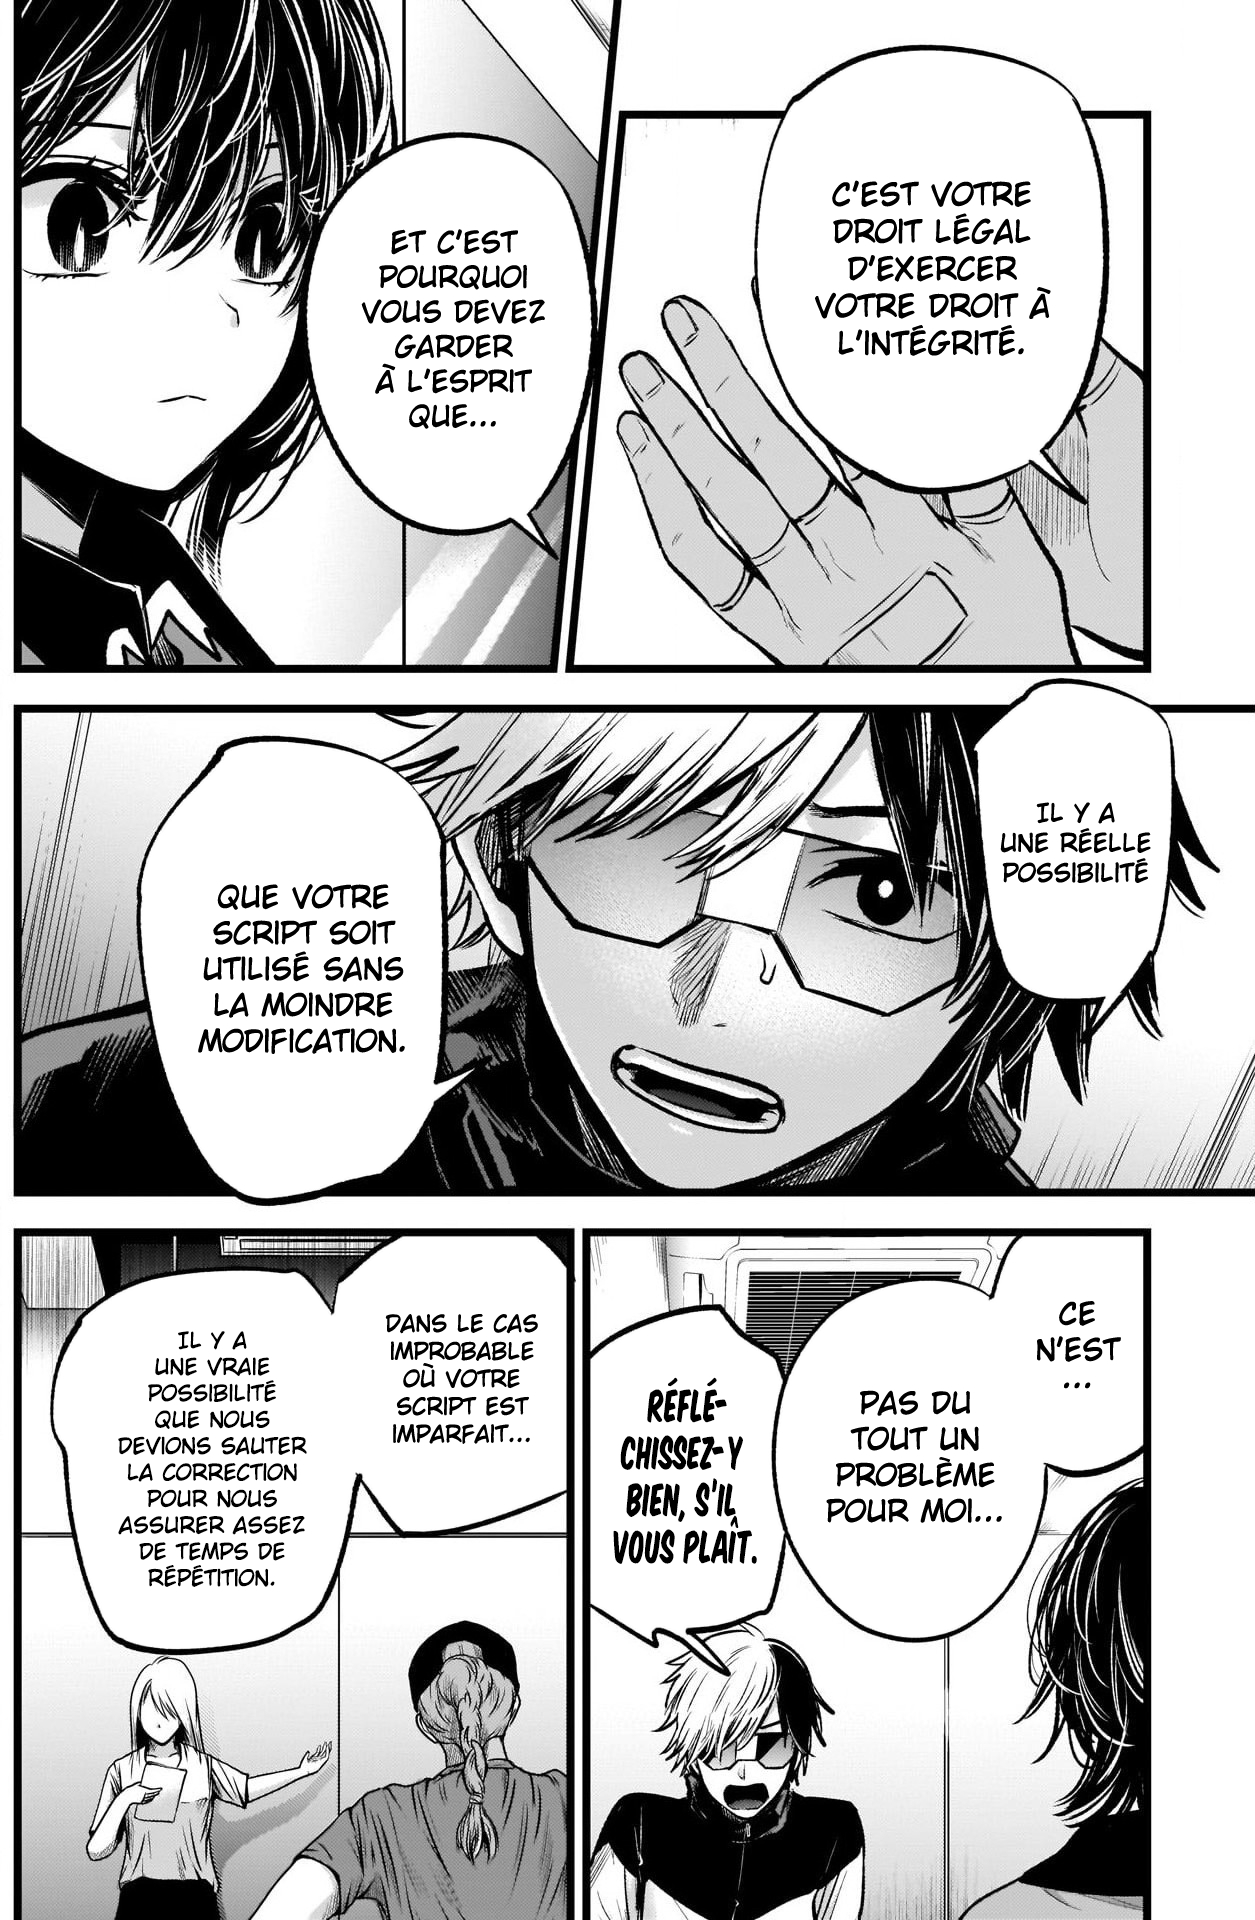 C'EST VOTRE
DROIT LÉGAL
D'EXERCER
VOTRE DROIT À
L'INTÉGRITÉ.
ET C'EST
POURQUOI
VOUS DEVEZ
GARDER
À L'ESPRIT
QUE...
IL Y A
UNE RÉELLE
POSSIBILITÉ
QUE VOTRE
SCRIPT SOIT
UTILISÉ SANS
LA MOINDRE
MODIFICATION.
CE
N'EST
...
PAS DU
TOUT UN
PROBLÈME
POUR MOI...
RÉFLÉ-
CHISSEZ-Y
BIEN, S'IL
VOUS PLAÎT.
DANS LE CAS
IMPROBABLE
OÙ VOTRE
SCRIPT EST
IMPARFAIT...
IL Y A
UNE VRAIE
POSSIBILITÉ
QUE NOUS
DEVIONS SAUTER
LA CORRECTION
POUR NOUS
ASSURER ASSEZ
DE TEMPS DE
RÉPÉTITION.